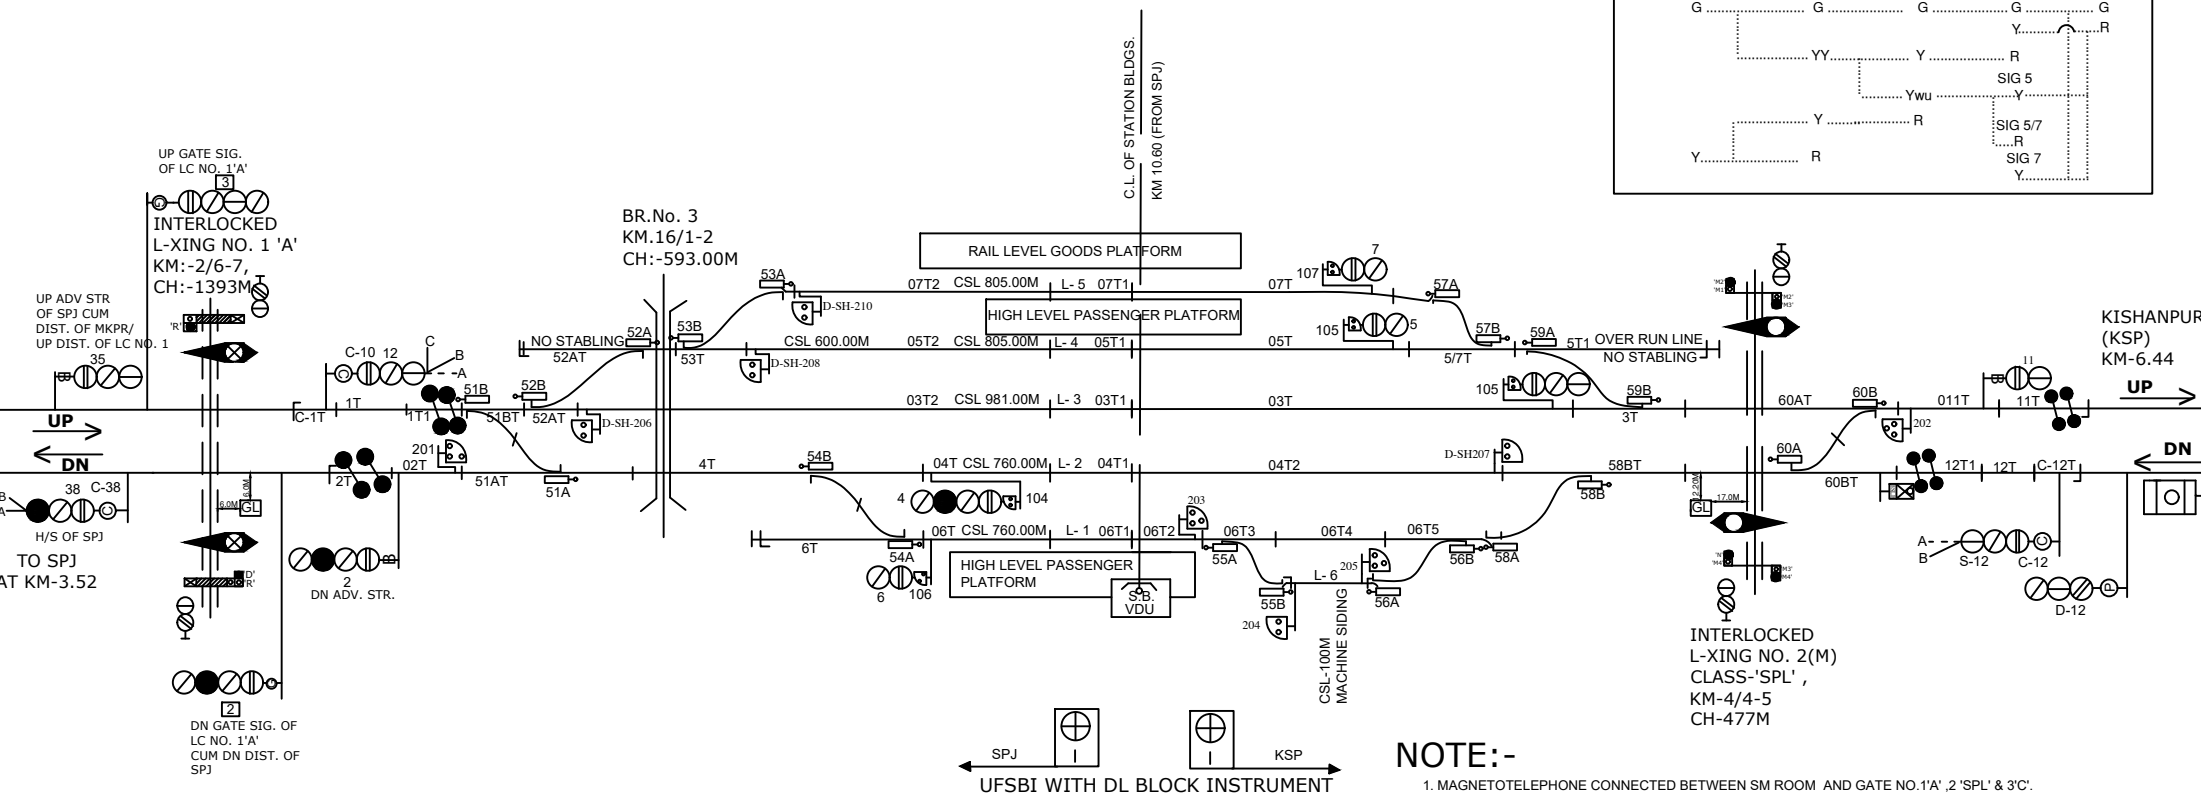 G G G G G
Y R
YY Y R
SIG 5
Ywu Y
Y R
SIG 5/7
R
Y R
SIG 7
Y
C.L. OF STATION BLDGS.
KM 10.60 (FROM SPJ)
UP GATE SIG.
OF LC NO. 1'A'
3
G
INTERLOCKED
L-XING NO. 1 'A'
KM:-2/6-7,
CH:-1393M
UP ADV STR
OF SPJ CUM
DIST. OF MKPR/
UP DIST. OF LC NO. 1
35
B
'R'
BR.No. 3
KM.16/1-2
CH:-593.00M
RAIL LEVEL GOODS PLATFORM
7
107
53A
07T2 CSL 805.00M L- 5 07T1 07T
57A
D-SH-210
HIGH LEVEL PASSENGER PLATFORM
105 5
NO STABLING
52A
53B
52AT
53T
CSL 600.00M 05T2 CSL 805.00M L- 4 05T1 05T
57B
59A
5/7T
5T1 OVER RUN LINE
NO STABLING
D-SH-208
'M2'
'M1'
'M2'
'M3'
KISHANPUR
(KSP)
KM-6.44
C-10 12
C
B
A
C
51B
52B
105
59B
60B
11
B
C-1T 1T 1T1 51BT 52AT
03T2 CSL 981.00M L- 3 03T1 03T
3T
60AT
011T 11T
UP
UP
D-SH-206
202
201
DN
DN
2T 02T 51AT
51A
4T
54B
04T CSL 760.00M L- 2 04T1 04T2
D-SH207
58BT
58B
60A
60BT
12T1 12T C-12T
B
A
38 C-38
C
H/S OF SPJ
6.0M
6.0M
GL
4 104
203
12.20M
17.0M
GL
6T
54A
06T CSL 760.00M L- 1 06T1 06T2 06T3 06T4 06T5
55A
56B
58A
TO SPJ
AT KM-3.52
2
DN ADV. STR.
B
'D'
'R'
6 106
HIGH LEVEL PASSENGER
PLATFORM
S.B.
VDU
L- 6
205
55B
56A
204
CSL-100M
MACHINE SIDING
'N'
'M4'
'M3'
'M4'
A
B
S-12 C-12
C
D-12
P
INTERLOCKED
L-XING NO. 2(M)
CLASS-'SPL' ,
KM-4/4-5
CH-477M
G
2
DN GATE SIG. OF
LC NO. 1'A'
CUM DN DIST. OF
SPJ
SPJ
KSP
UFSBI WITH DL BLOCK INSTRUMENT
NOTE:-
1. MAGNETOTELEPHONE CONNECTED BETWEEN SM ROOM AND GATE NO.1'A' ,2 'SPL' & 3'C'.